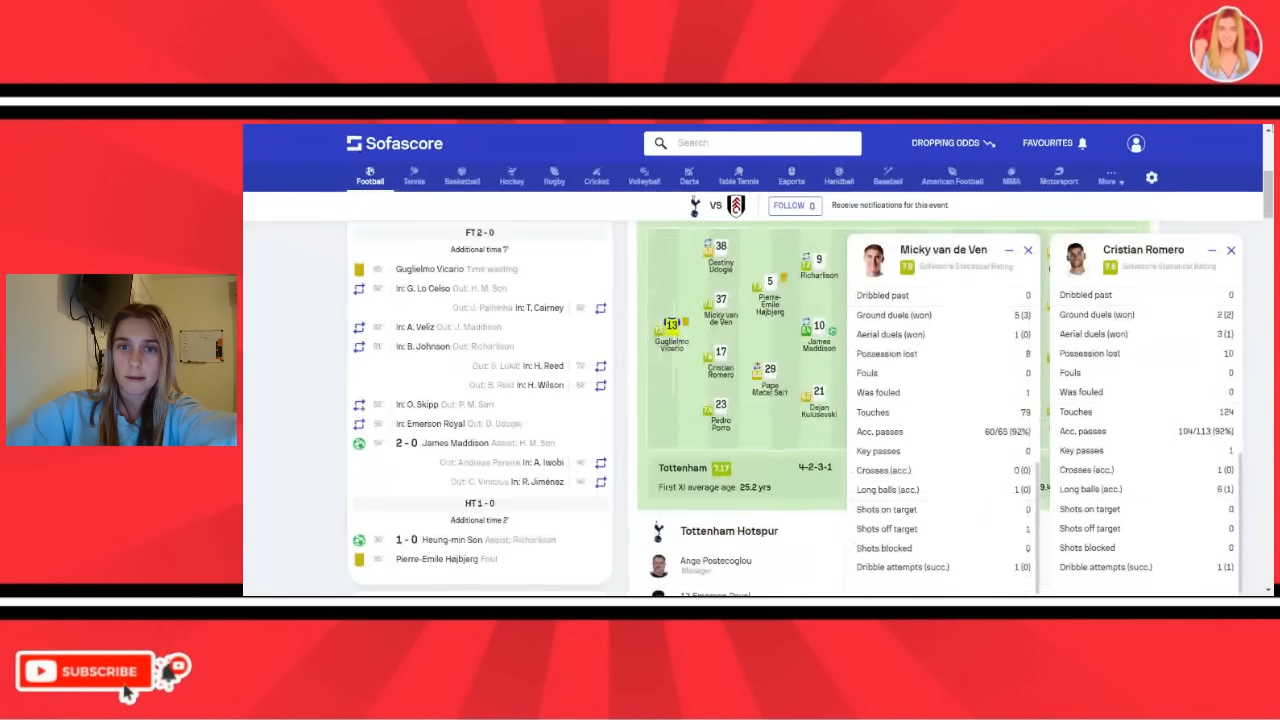 Sofascore
Search
DROPPING ODDS
FAVOURITES
Football
Tennis
Basketball
Hockey
Rugby
Cricket
Volleyball
Darts
Table Tennis
Esports
Handball
Baseball
American Football
MMA
Motorsport
More
VS
FOLLOW
Receive notifications for this event
FT 2 - 0
Additional time 7'
Guglielmo Vicario Time wasting
In: G. Lo Celso Out: H. M. Son
Out: J. Palhinha In: T. Cairney
In: A. Veliz Out: J. Maddison
In: B. Johnson Out: Richarlison
Out: S. Lukić In: H. Reed
Out: B. Reid In: H. Wilson
In: O. Skipp Out: P. M. Sarr
In: Emerson Royal Out: D. Udogie
2 - 0 James Maddison Assist: H. M. Son
Out: Andreas Pereira In: A. Iwobi
Out: C. Vinicius In: R. Jiménez
HT 1 - 0
Additional time 2'
1 - 0 Heung-min Son Assist: Richarlison
Pierre-Emile Højbjerg Foul
38
Destiny Udogie
9
Richarlison
5
Pierre-Emile Højbjerg
37
Micky van de Ven
13
Guglielmo Vicario
10
James Maddison
17
Cristian Romero
29
Pape Matar Sarr
21
Dejan Kulusevski
23
Pedro Porro
Tottenham 7.17
4-2-3-1
First XI average age 25.2 yrs
Tottenham Hotspur
Ange Postecoglou
Manager
Micky van de Ven
Sofascore Statistical Rating
Dribbled past 0
Ground duels (won) 5 (3)
Aerial duels (won) 1 (0)
Possession lost 8
Fouls 0
Was fouled 1
Touches 79
Acc. passes 60/65 (92%)
Key passes 0
Crosses (acc.) 0 (0)
Long balls (acc.) 1 (0)
Shots on target 0
Shots off target 1
Shots blocked 0
Dribble attempts (succ.) 1 (0)
Cristian Romero
Sofascore Statistical Rating
Dribbled past 0
Ground duels (won) 2 (2)
Aerial duels (won) 3 (1)
Possession lost 10
Fouls 0
Was fouled 0
Touches 124
Acc. passes 104/113 (92%)
Key passes 1
Crosses (acc.) 1 (0)
Long balls (acc.) 6 (1)
Shots on target 0
Shots off target 0
Shots blocked 0
Dribble attempts (succ.) 1 (1)
SUBSCRIBE